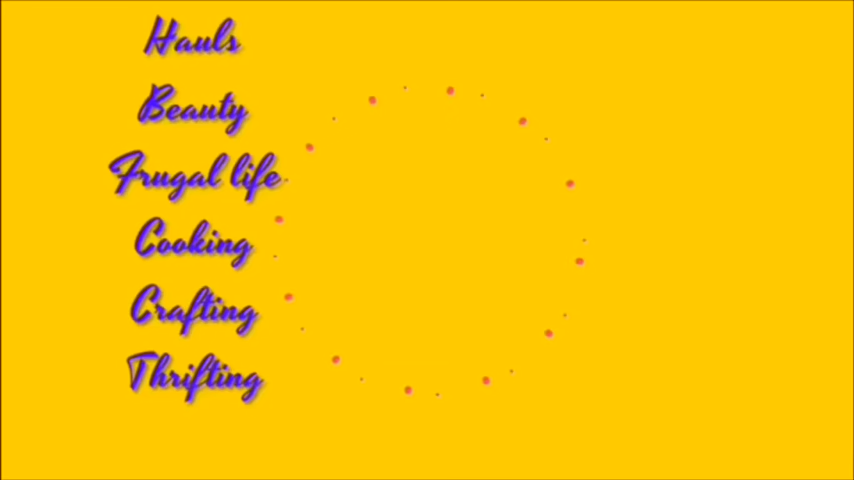 Hauls
Beauty
Frugal life
Cooking
Crafting
Thrifting